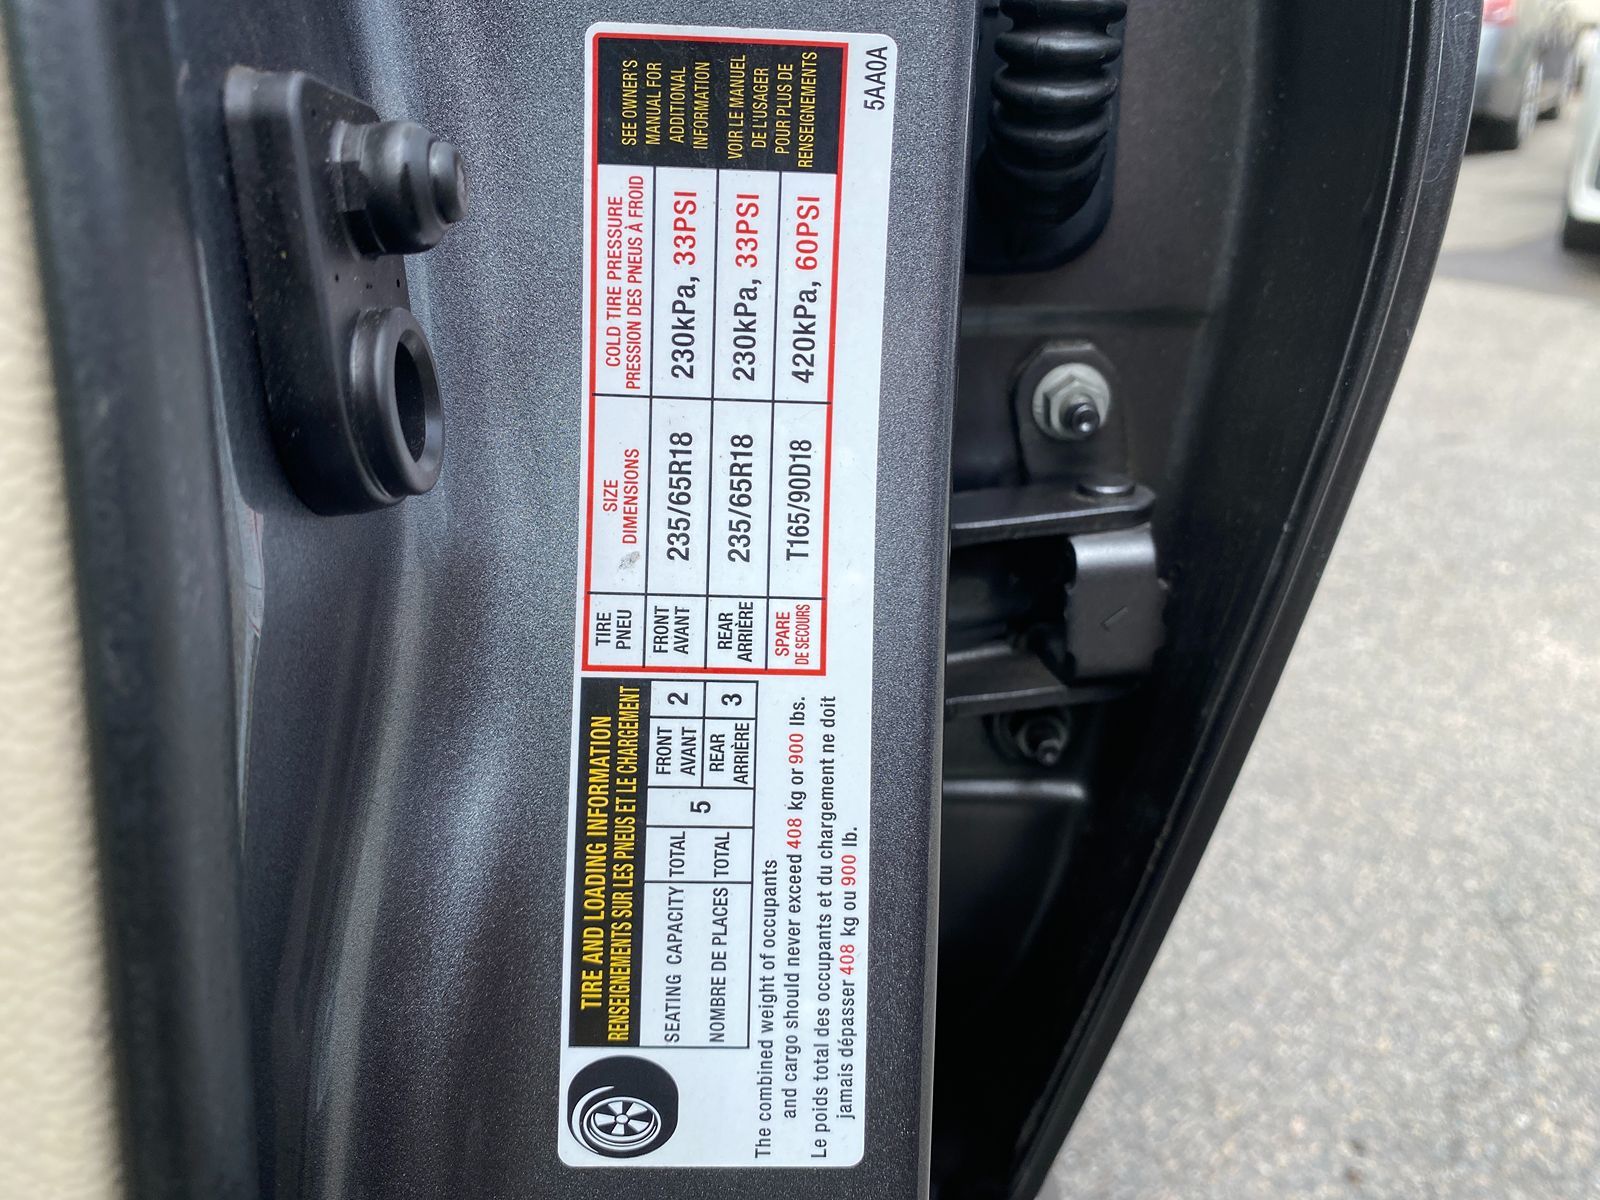 TIRE AND LOADING INFORMATION
RENSEIGNEMENTS SUR LES PNEUS ET LE CHARGEMENT
SEATING CAPACITY
NOMBRE DE PLACES
TOTAL
TOTAL
5
FRONT
AVANT
2
REAR
ARRIÈRE
3
The combined weight of occupants
and cargo should never exceed 408 kg or 900 lbs.
Le poids total des occupants et du chargement ne doit
jamais dépasser 408 kg ou 900 lb.
TIRE
PNEU
SIZE
DIMENSIONS
COLD TIRE PRESSURE
PRESSION DES PNEUS À FROID
FRONT
AVANT
235/65R18
230kPa, 33PSI
REAR
ARRIÈRE
235/65R18
230kPa, 33PSI
SPARE
DE SECOURS
T165/90D18
420kPa, 60PSI
SEE OWNER'S
MANUAL FOR
ADDITIONAL
INFORMATION
VOIR LE MANUEL
DE L'USAGER
POUR PLUS DE
RENSEIGNEMENTS
5AA0A